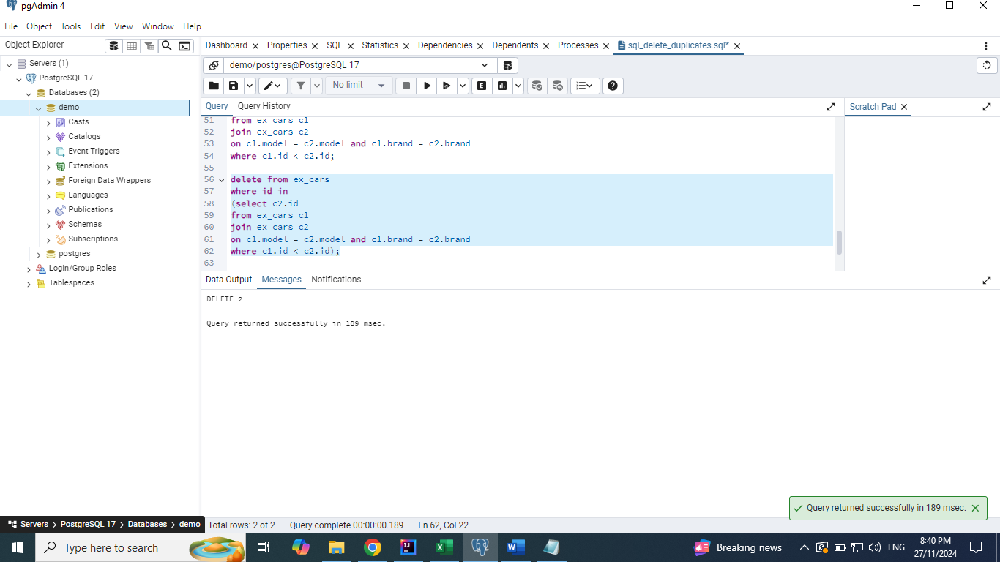 pgAdmin 4
File Object Tools Edit View Window Help
Object Explorer
Servers (1)
PostgreSQL 17
Databases (2)
demo
Casts
Catalogs
Event Triggers
Extensions
Foreign Data Wrappers
Languages
Publications
Schemas
Subscriptions
postgres
Login/Group Roles
Tablespaces
Dashboard Properties SQL Statistics Dependencies Dependents Processes sql_delete_duplicates.sql*
demo/postgres@PostgreSQL 17
No limit
E
Query Query History
Scratch Pad
51 from ex_cars c1
52 join ex_cars c2
53 on c1.model = c2.model and c1.brand = c2.brand
54 where c1.id < c2.id;
55
56 delete from ex_cars
57 where id in
58 (select c2.id
59 from ex_cars c1
60 join ex_cars c2
61 on c1.model = c2.model and c1.brand = c2.brand
62 where c1.id < c2.id);
63
Data Output Messages Notifications
DELETE 2
Query returned successfully in 189 msec.
Query returned successfully in 189 msec.
Servers > PostgreSQL 17 > Databases > demo
Total rows: 2 of 2 Query complete 00:00:00.189 Ln 62, Col 22
Type here to search
Breaking news
ENG
8:40 PM
27/11/2024